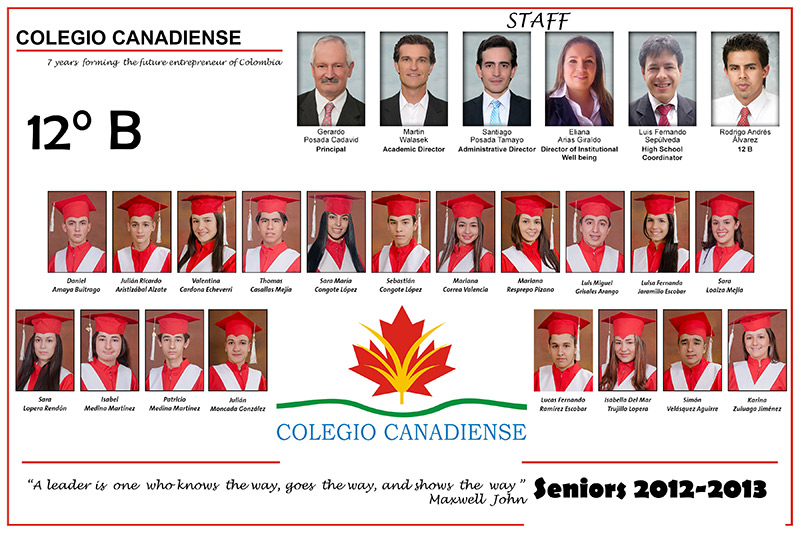 STAFF
COLEGIO CANADIENSE
7 years forming the future entrepreneur of Colombia
12º B
Gerardo
Posada Cadavid
Principal
Martin
Walasek
Academic Director
Santiago
Posada Tamayo
Administrative Director
Eliana
Arias Giraldo
Director of Institutional
Well being
Luis Fernando
Sepúlveda
High School
Coordinator
Rodrigo Andrés
Álvarez
12 B
Daniel
Amaya Buitrago
Julián Ricardo
Aristizábal Alzate
Valentina
Cardona Echeverri
Thomas
Casallas Mejía
Sara María
Congote López
Sebastián
Congote López
Mariana
Correa Valencia
Mariana
Resprepo Pizano
Luis Miguel
Grisales Arango
Luisa Fernanda
Jaramillo Escobar
Sara
Loaiza Mejía
Sara
Lopera Rendón
Isabel
Medina Martínez
Patricio
Medina Martínez
Julián
Moncada González
Lucas Fernando
Ramírez Escobar
Isabella Del Mar
Trujillo Lopera
Simón
Velásquez Aguirre
Karina
Zuluaga Jiménez
COLEGIO CANADIENSE
“A leader is one who knows the way, goes the way, and shows the way”
Maxwell John
Seniors 2012-2013